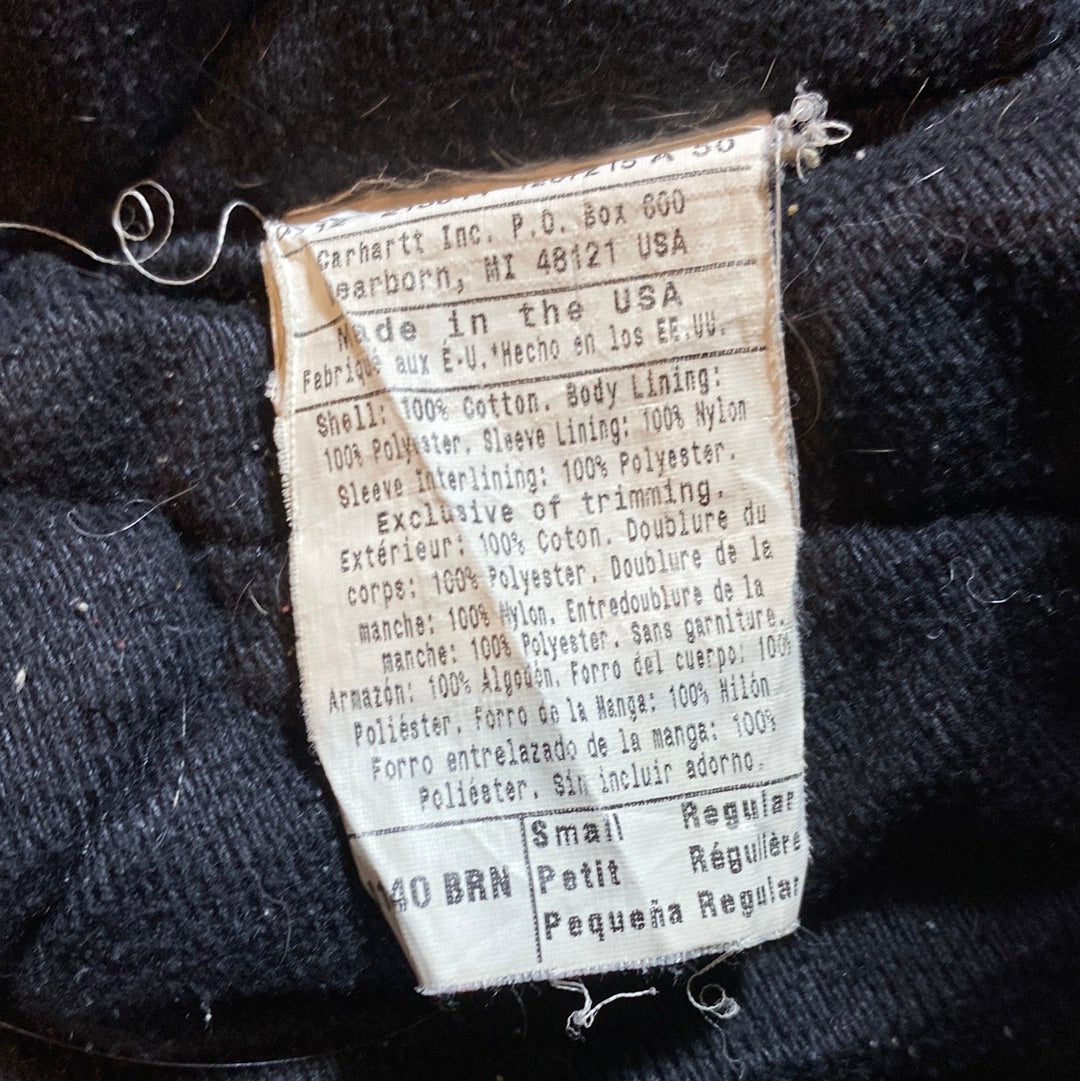 Carhartt Inc. P.O. Box 600
earborn, MI 48121 USA
Made in the USA
Fabriqué aux É.U.*Hecho en los EE.UU.
Shell: 100% Cotton. Body Lining:
100% Polyester. Sleeve Lining: 100% Nylon
Sleeve Interlining: 100% Polyester.
Exclusive of trimming.
Extérieur: 100% Coton. Doublure du
corps: 100% Polyester. Doublure de la
manche: 100% Nylon. Entredoublure de la
manche: 100% Polyester. Sans garniture.
Armazón: 100% Algodón. Forro del cuerpo: 100%
Poliéster. Forro de la Manga: 100% Nilón
Forro entrelazado de la manga: 100%
Poliéster. Sin incluir adorno.
Small Regular
140 BRN Petit Régulière
Pequeña Regular